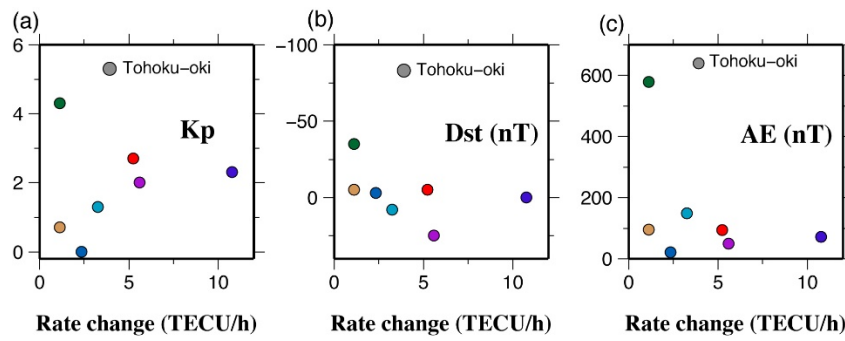 (a)
6
4
2
0
Tohoku−oki
Kp
0 5 10
Rate change (TECU/h)
(b)
−100
−50
0
Tohoku−oki
Dst (nT)
0 5 10
Rate change (TECU/h)
(c)
600
400
200
0
Tohoku−oki
AE (nT)
0 5 10
Rate change (TECU/h)